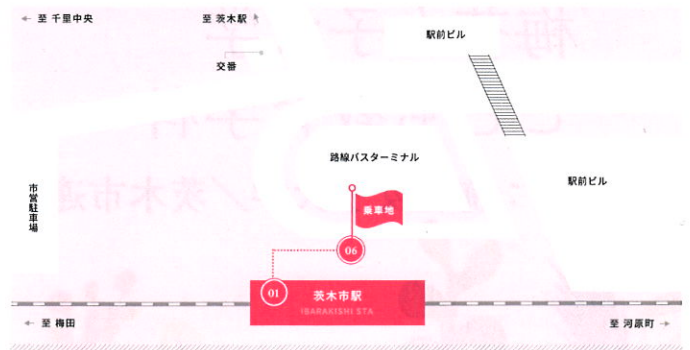 ← 至 千里中央
至 茨木駅
交番
駅前ビル
路線バスターミナル
駅前ビル
市営駐車場
乗車地
06
01
茨木市駅
IBARAKISHI STA.
← 至 梅田
至 河原町 →